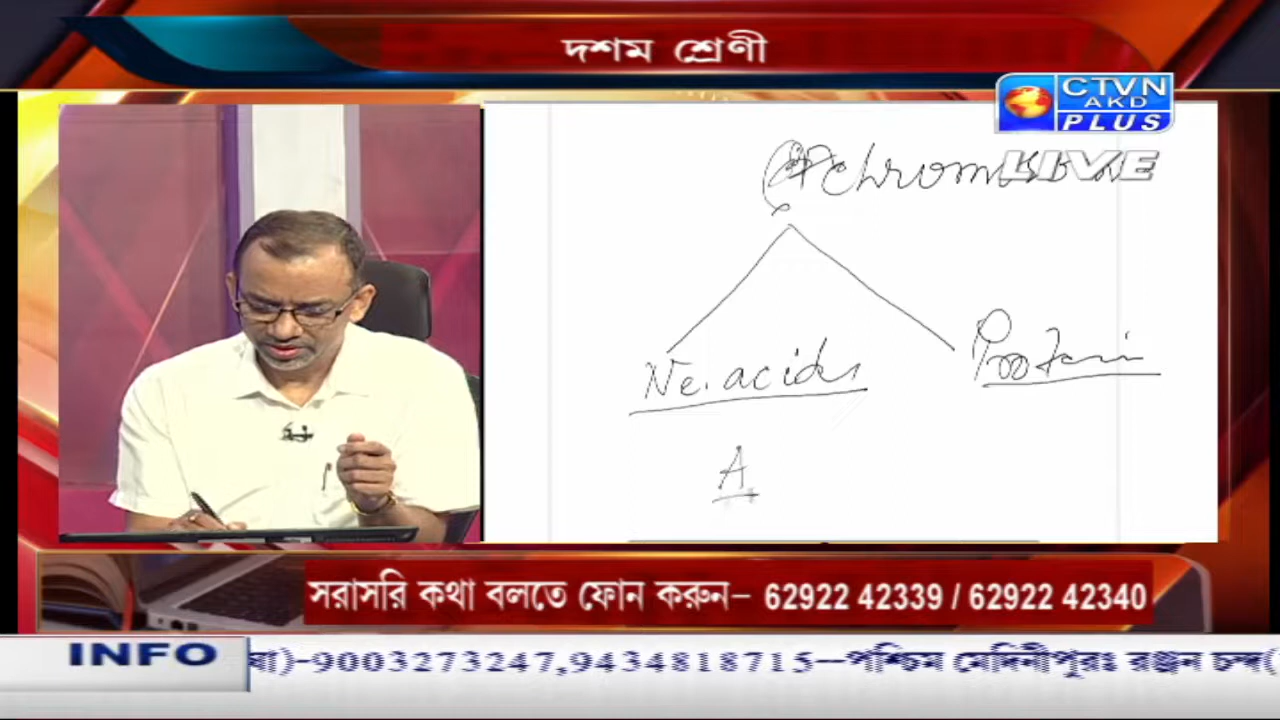 দশম শ্রেণী
CTVN
AKD
PLUS
LIVE
Ne. acids
Protein
A
সরাসরি কথা বলতে ফোন করুন– 62922 42339 / 62922 42340
INFO
)-9003273247,9434818715--পশ্চিম মেদিনীপুরঃ রঞ্জন চন্দ(